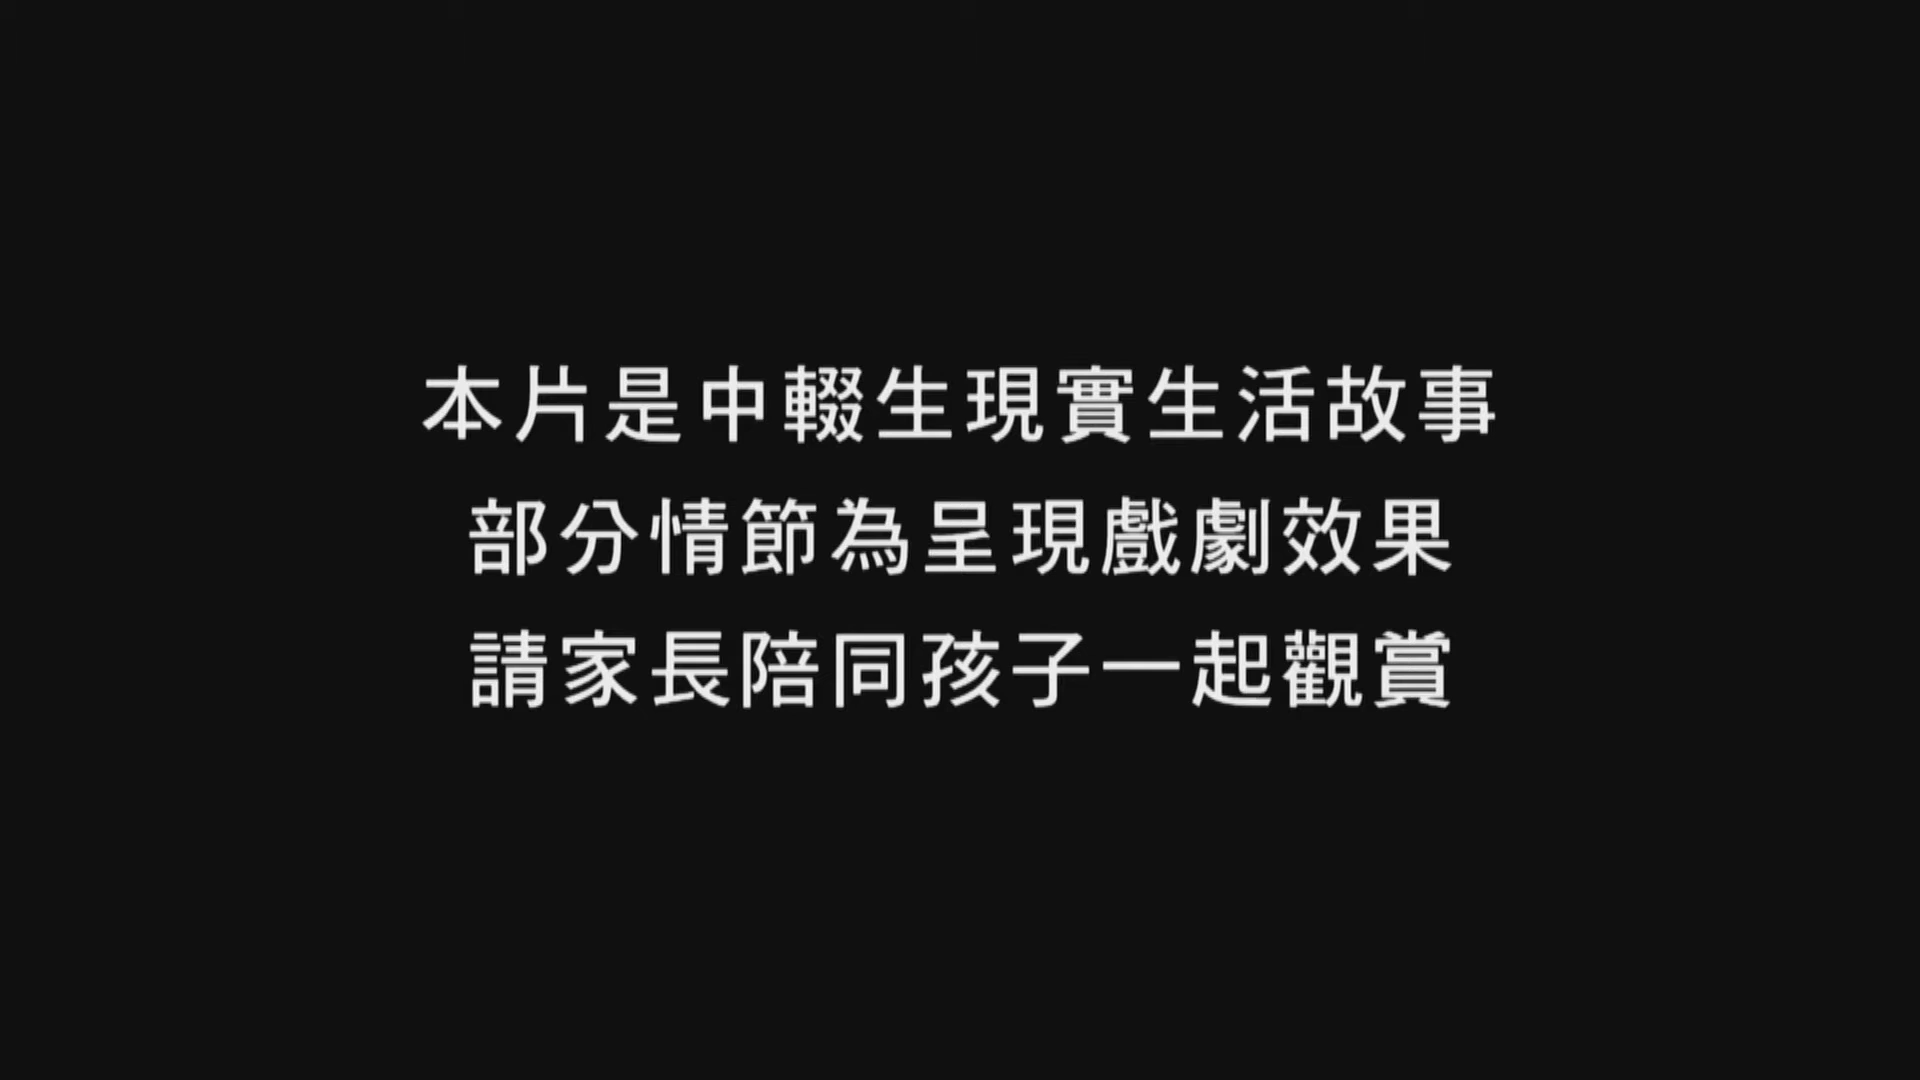 本片是中輟生現實生活故事
部分情節為呈現戲劇效果
請家長陪同孩子一起觀賞